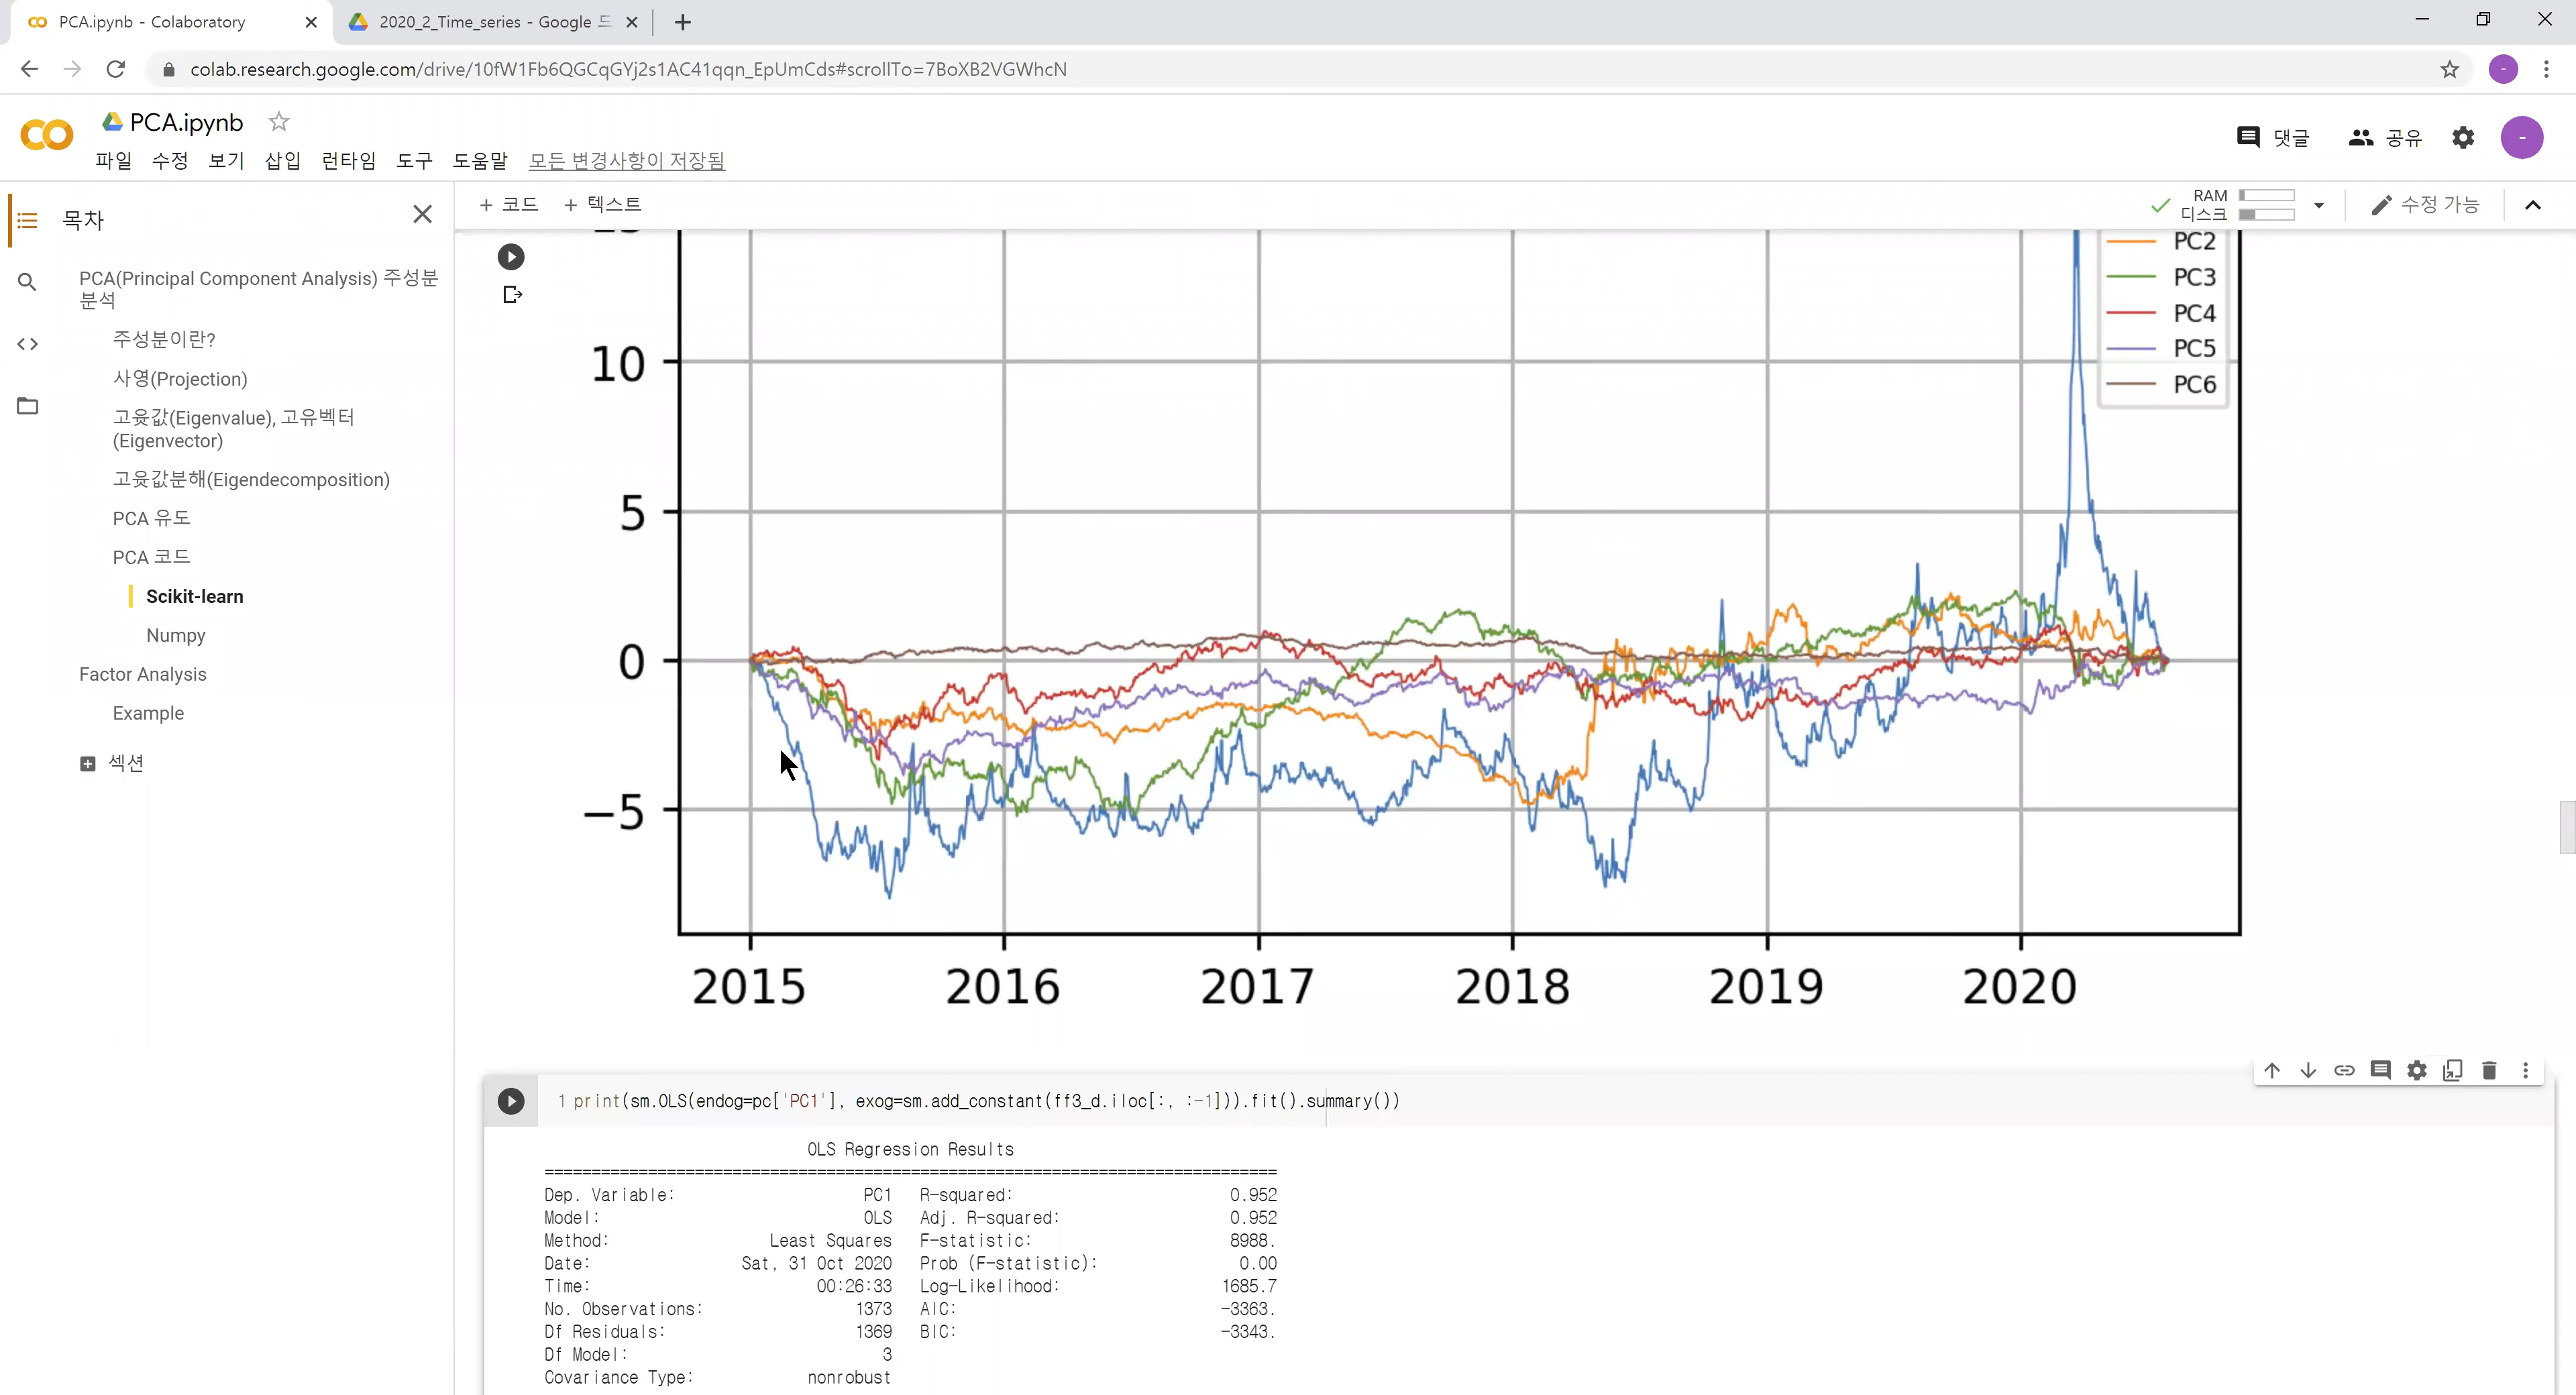 PCA.ipynb - Colaboratory
2020_2_Time_series - Google 드
colab.research.google.com/drive/10fW1Fb6QGCqGYj2s1AC41qqn_EpUmCds#scrollTo=7BoXB2VGWhcN
PCA.ipynb
파일 수정 보기 삽입 런타임 도구 도움말 모든 변경사항이 저장됨
댓글 공유
목차
+ 코드 + 텍스트
RAM
디스크
수정 가능
PCA(Principal Component Analysis) 주성분
분석
주성분이란?
사영(Projection)
고윳값(Eigenvalue), 고유벡터
(Eigenvector)
고윳값분해(Eigendecomposition)
PCA 유도
PCA 코드
Scikit-learn
Numpy
Factor Analysis
Example
섹션
PC2
PC3
PC4
PC5
PC6
10
5
0
−5
2015 2016 2017 2018 2019 2020
1 print(sm.OLS(endog=pc['PC1'], exog=sm.add_constant(ff3_d.iloc[:, :-1])).fit().summary())
OLS Regression Results
==============================================================================
Dep. Variable: PC1 R-squared: 0.952
Model: OLS Adj. R-squared: 0.952
Method: Least Squares F-statistic: 8988.
Date: Sat, 31 Oct 2020 Prob (F-statistic): 0.00
Time: 00:26:33 Log-Likelihood: 1685.7
No. Observations: 1373 AIC: -3363.
Df Residuals: 1369 BIC: -3343.
Df Model: 3
Covariance Type: nonrobust